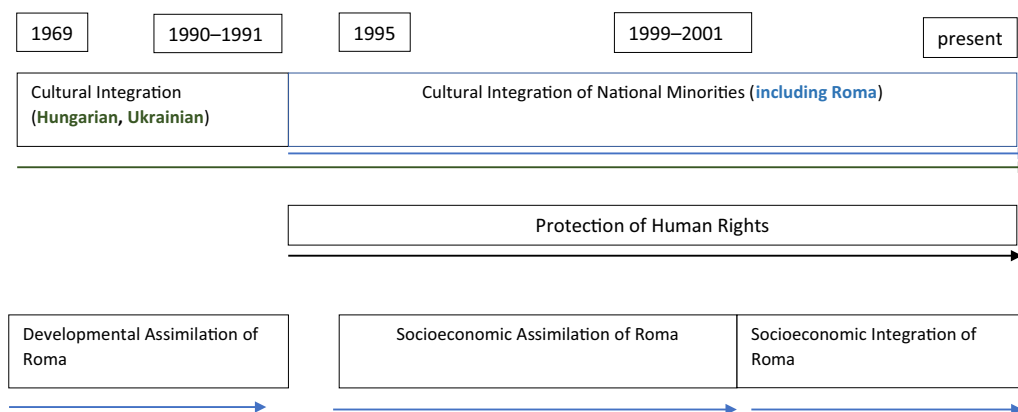 1969
1990–1991
1995
1999–2001
present
Cultural Integration
(Hungarian, Ukrainian)
Cultural Integration of National Minorities (including Roma)
Protection of Human Rights
Developmental Assimilation of
Roma
Socioeconomic Assimilation of Roma
Socioeconomic Integration of
Roma